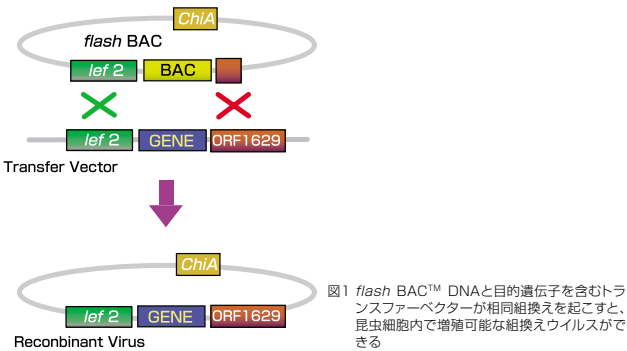 ChiA
flash BAC
lef 2 BAC
lef 2 GENE ORF1629
Transfer Vector
ChiA
lef 2 GENE ORF1629
Recombinant Virus
図1 flash BAC™ DNAと目的遺伝子を含むトラ
ンスファーベクターが相同組換えを起こすと、
昆虫細胞内で増殖可能な組換えウイルスがで
きる